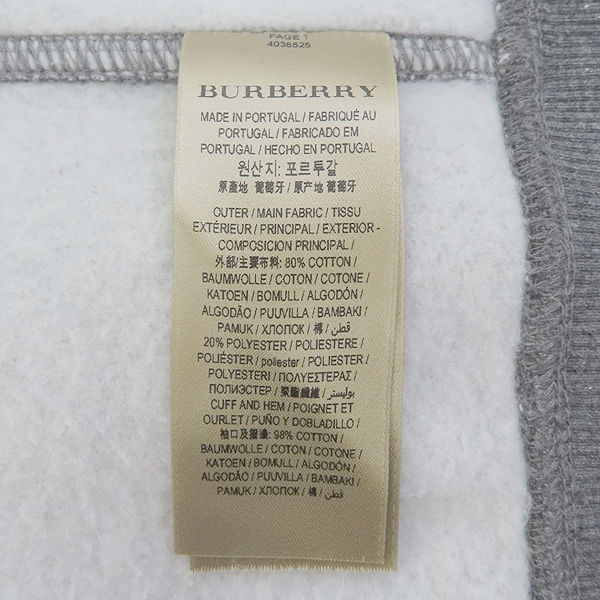 PAGE 1
4038525
BURBERRY
MADE IN PORTUGAL / FABRIQUÉ AU
PORTUGAL / FABRICADO EM
PORTUGAL / HECHO EN PORTUGAL
원산지: 포르투갈
原產地 葡萄牙 / 原产地 葡萄牙
OUTER / MAIN FABRIC / TISSU
EXTÉRIEUR / PRINCIPAL / EXTERIOR -
COMPOSICION PRINCIPAL /
外部/主要布料: 80% COTTON /
BAUMWOLLE / COTON / COTONE /
KATOEN / BOMULL / ALGODÓN /
ALGODÃO / PUUVILLA / BAMBAKI /
PAMUK / ХЛОПОК / 棉 / قطن /
20% POLYESTER / POLIESTERE /
POLIÉSTER / poliester / POLIESTER /
POLYESTERI / ΠΟΛΥΕΣΤΕΡΑΣ /
ПОЛИЭСТЕР / 聚酯纖維 / بوليستر /
CUFF AND HEM / POIGNET ET
OURLET / PUÑO Y DOBLADILLO /
袖口及摺邊: 98% COTTON /
BAUMWOLLE / COTON / COTONE /
KATOEN / BOMULL / ALGODÓN /
ALGODÃO / PUUVILLA / BAMBAKI /
PAMUK / ХЛОПОК / 棉 / قطن /